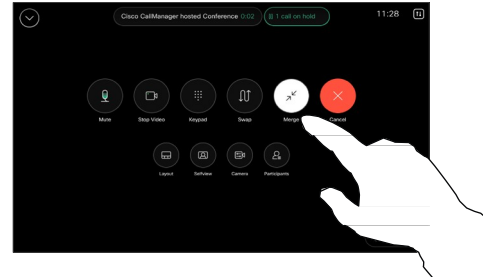 Cisco CallManager hosted Conference 0:02
1 call on hold
11:28
Mute
Stop Video
Keypad
Swap
Merge
Cancel
Layout
Selfview
Camera
Participants